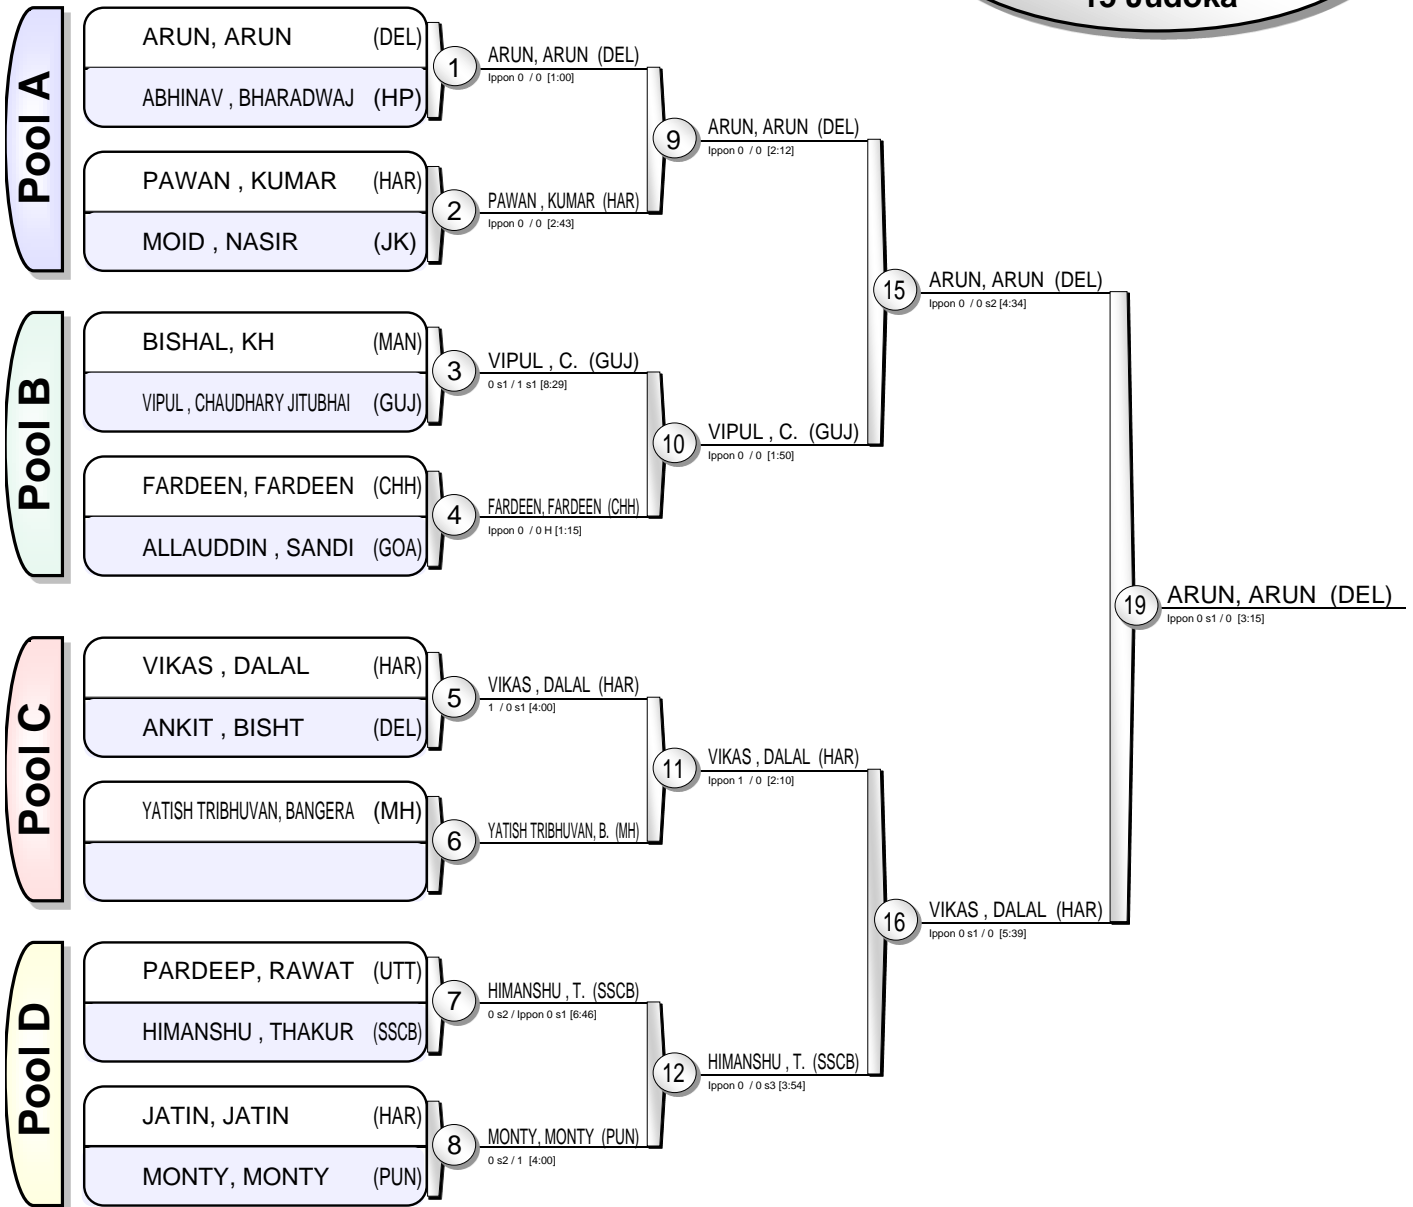 15 Judoka
Pool A
ARUN, ARUN (DEL)
ABHINAV , BHARADWAJ (HP)
1
ARUN, ARUN (DEL)
Ippon 0 / 0 [1:00]
PAWAN , KUMAR (HAR)
MOID , NASIR (JK)
2
PAWAN , KUMAR (HAR)
Ippon 0 / 0 [2:43]
9
ARUN, ARUN (DEL)
Ippon 0 / 0 [2:12]
Pool B
BISHAL, KH (MAN)
VIPUL , CHAUDHARY JITUBHAI (GUJ)
3
VIPUL , C. (GUJ)
0 s1 / 1 s1 [8:29]
FARDEEN, FARDEEN (CHH)
ALLAUDDIN , SANDI (GOA)
4
FARDEEN, FARDEEN (CHH)
Ippon 0 / 0 H [1:15]
10
VIPUL , C. (GUJ)
Ippon 0 / 0 [1:50]
15
ARUN, ARUN (DEL)
Ippon 0 / 0 s2 [4:34]
Pool C
VIKAS , DALAL (HAR)
ANKIT , BISHT (DEL)
5
VIKAS , DALAL (HAR)
1 / 0 s1 [4:00]
YATISH TRIBHUVAN, BANGERA (MH)
6
YATISH TRIBHUVAN, B. (MH)
11
VIKAS , DALAL (HAR)
Ippon 1 / 0 [2:10]
Pool D
PARDEEP, RAWAT (UTT)
HIMANSHU , THAKUR (SSCB)
7
HIMANSHU , T. (SSCB)
0 s2 / Ippon 0 s1 [6:46]
JATIN, JATIN (HAR)
MONTY, MONTY (PUN)
8
MONTY, MONTY (PUN)
0 s2 / 1 [4:00]
12
HIMANSHU , T. (SSCB)
Ippon 0 / 0 s3 [3:54]
16
VIKAS , DALAL (HAR)
Ippon 0 s1 / 0 [5:39]
19
ARUN, ARUN (DEL)
Ippon 0 s1 / 0 [3:15]